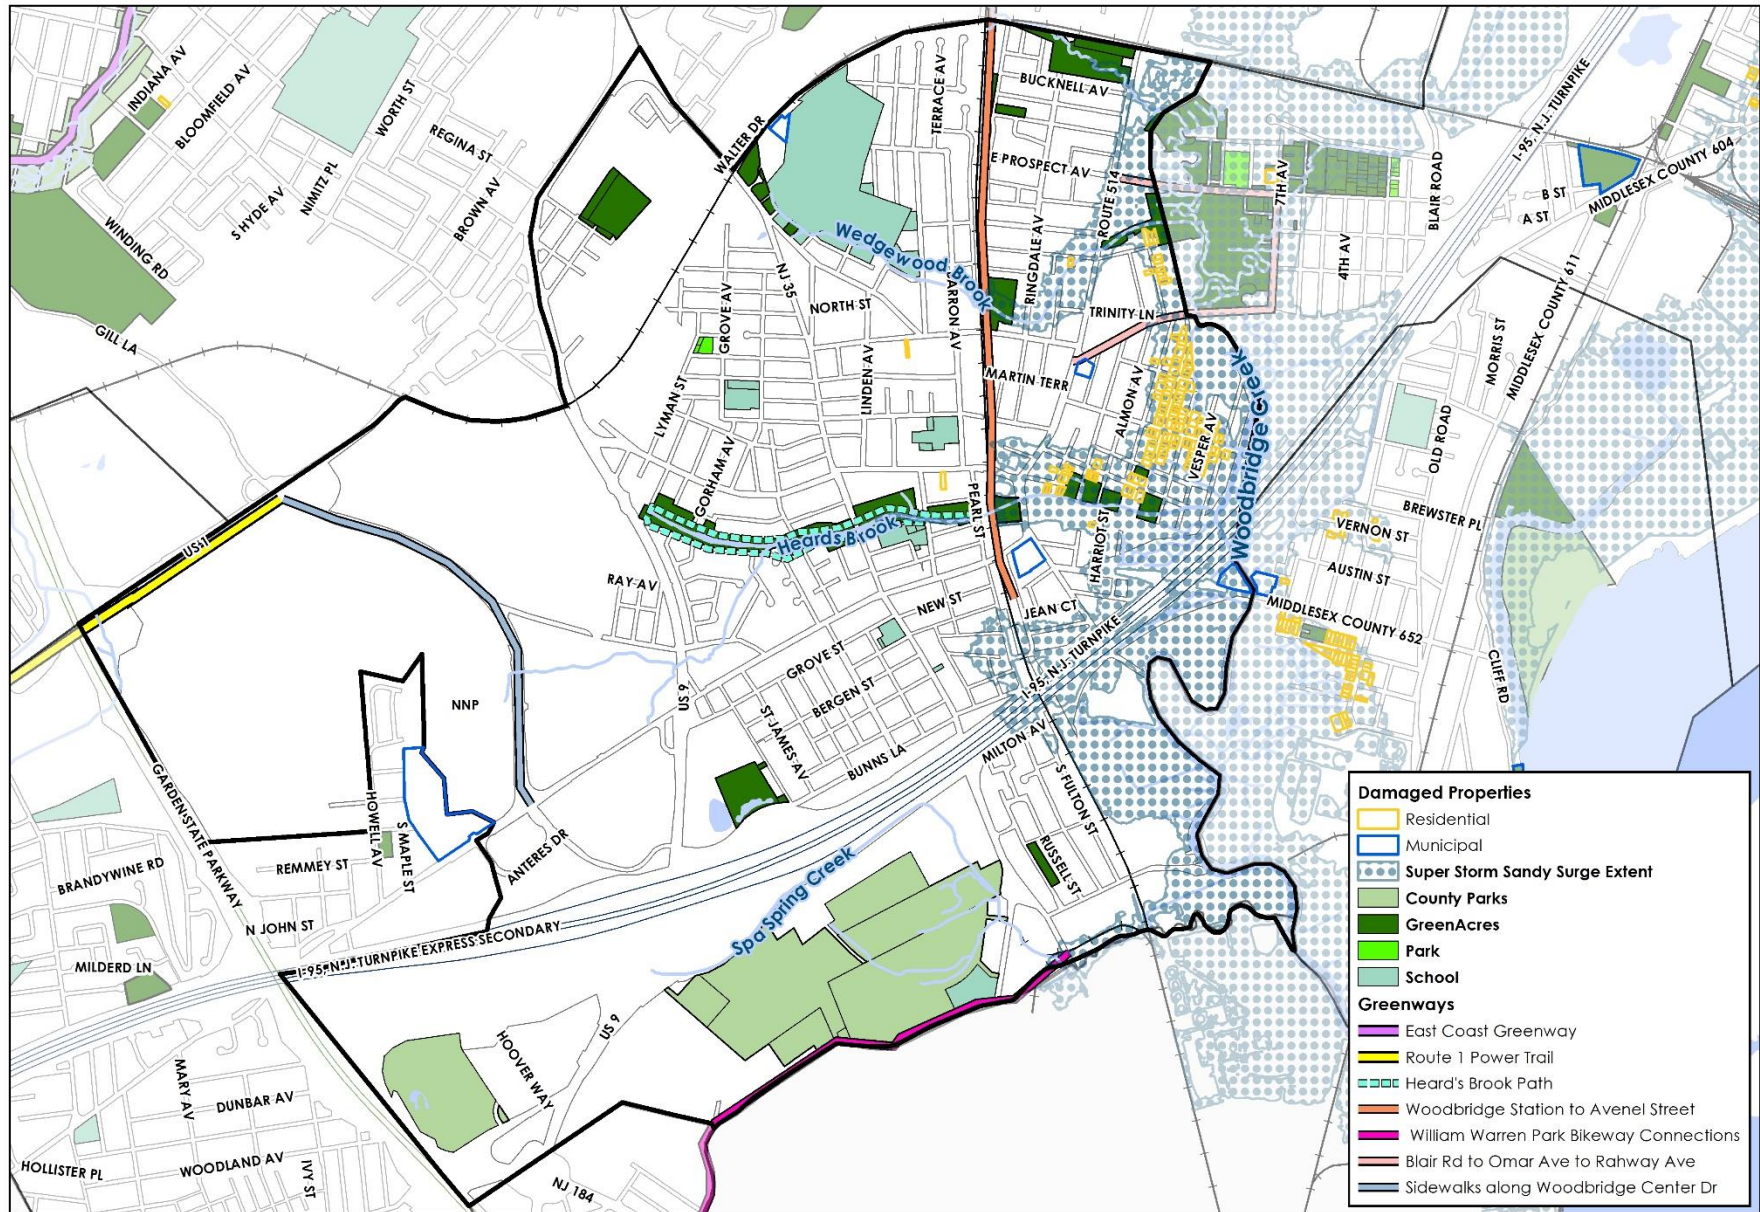 INDIANA AV
BLOOMFIELD AV
WORTH ST
REGINA ST
NIMITZ PL
S HYDE AV
BROWN AV
WINDING RD
GILL LA
WALTER DR
TERRACE AV
BUCKNELL AV
E PROSPECT AV
ROUTE 514
RINGDALE AV
7TH AV
4TH AV
BLAIR ROAD
I-95, N.J. TURNPIKE
B ST
A ST
MIDDLESEX COUNTY 604
MIDDLESEX COUNTY 611
Wedgewood Brook
NJ 35
NORTH ST
BARRON AV
GROVE AV
LINDEN AV
LYMAN ST
GORHAM AV
TRINITY LN
MARTIN TERR
ALMON AV
VESPER AV
Woodbridge Creek
MORRIS ST
OLD ROAD
BREWSTER PL
VERNON ST
AUSTIN ST
MIDDLESEX COUNTY 652
CLIFF RD
PEARL ST
HARRIOT ST
Heard's Brook
US 1
RAY AV
NEW ST
JEAN CT
GROVE ST
BERGEN ST
ST JAMES AV
BUNNS LA
US 9
I-95, N.J. TURNPIKE
MILTON AV
S FULTON ST
RUSSELL ST
NNP
GARDEN STATE PARKWAY
HOWELL AV
S MAPLE ST
REMMEY ST
ANTERES DR
BRANDYWINE RD
N JOHN ST
I-95, N.J. TURNPIKE EXPRESS SECONDARY
MILDERD LN
Spa Spring Creek
HOOVER WAY
US 9
MARY AV
DUNBAR AV
HOLLISTER PL
WOODLAND AV
IVY ST
NJ 184
Damaged Properties
Residential
Municipal
Super Storm Sandy Surge Extent
County Parks
GreenAcres
Park
School
Greenways
East Coast Greenway
Route 1 Power Trail
Heard's Brook Path
Woodbridge Station to Avenel Street
William Warren Park Bikeway Connections
Blair Rd to Omar Ave to Rahway Ave
Sidewalks along Woodbridge Center Dr